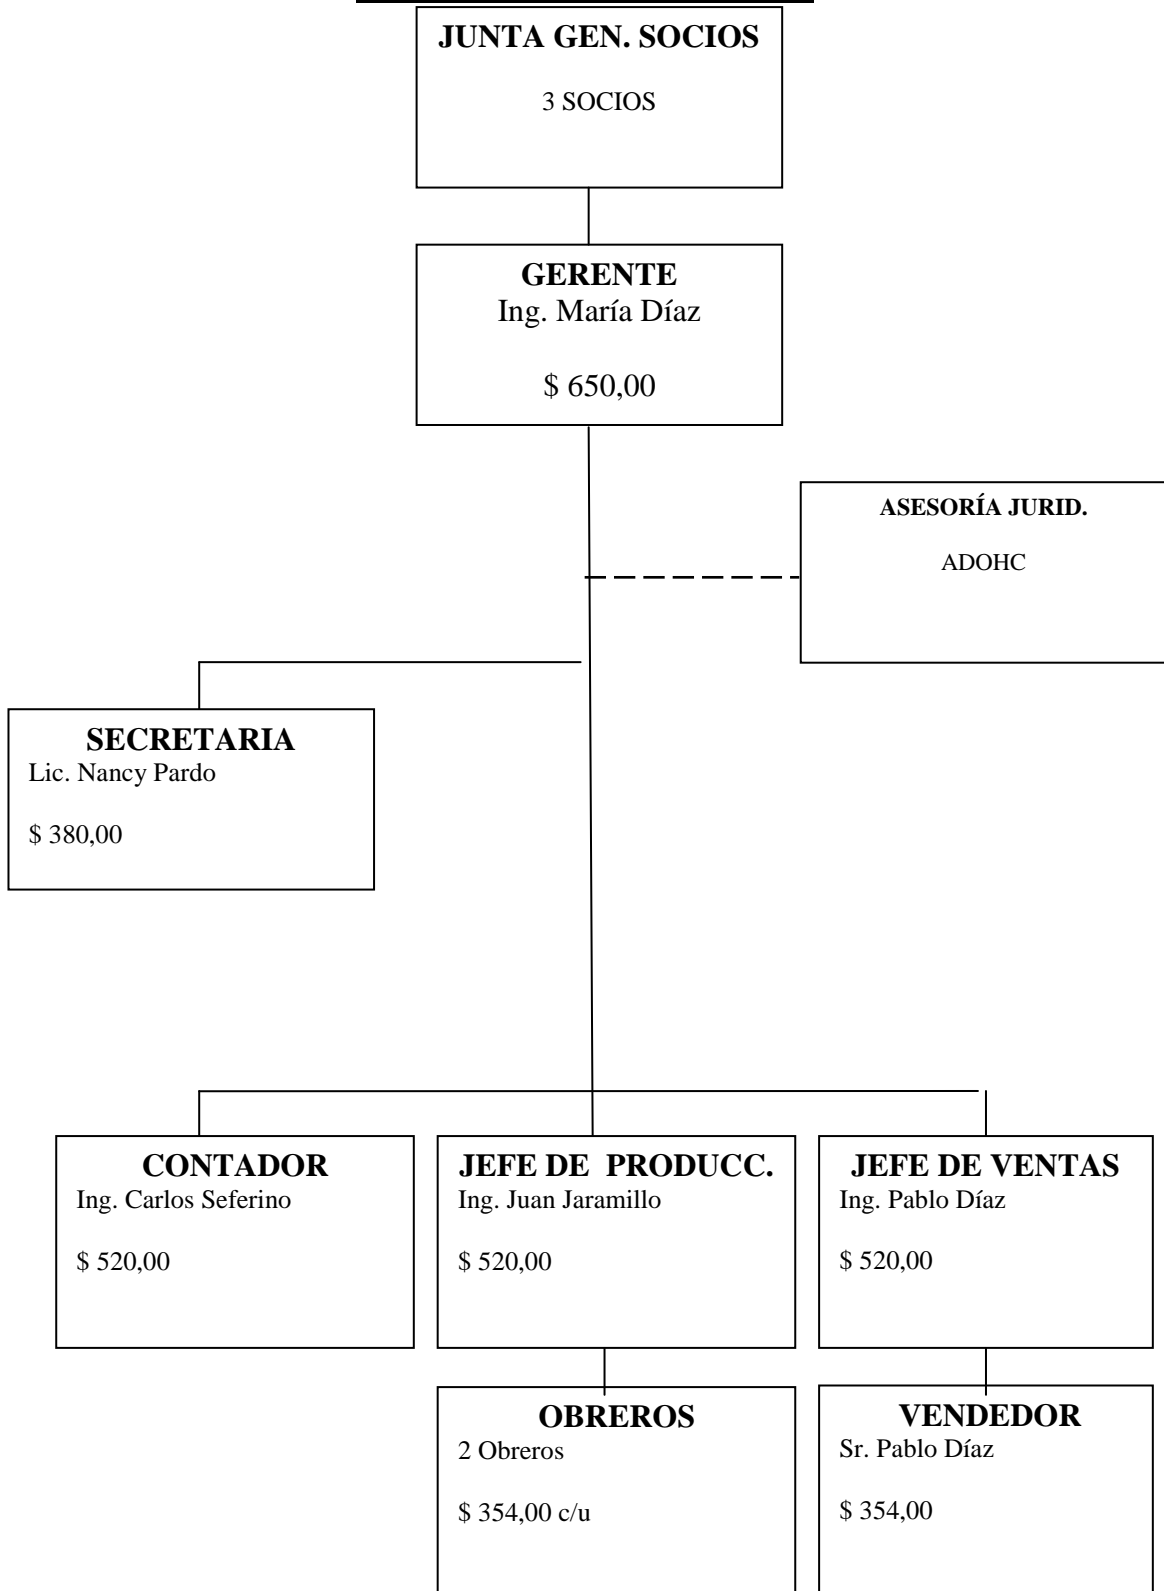 JUNTA GEN. SOCIOS
3 SOCIOS
GERENTE
Ing. María Díaz
$ 650,00
ASESORÍA JURID.
ADOHC
SECRETARIA
Lic. Nancy Pardo
$ 380,00
CONTADOR
Ing. Carlos Seferino
$ 520,00
JEFE DE PRODUCC.
Ing. Juan Jaramillo
$ 520,00
JEFE DE VENTAS
Ing. Pablo Díaz
$ 520,00
OBREROS
2 Obreros
$ 354,00 c/u
VENDEDOR
Sr. Pablo Díaz
$ 354,00